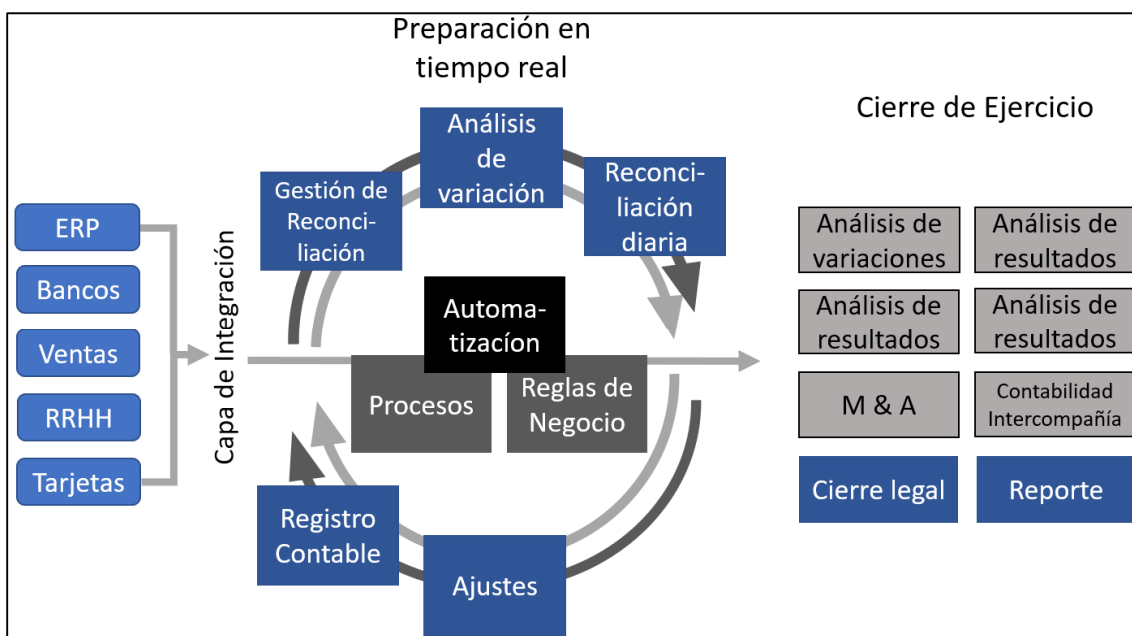 Preparación en
tiempo real
Cierre de Ejercicio
ERP
Bancos
Ventas
RRHH
Tarjetas
Capa de Integración
Gestión de
Reconci-
liación
Análisis
de
variación
Reconci-
liación
diaria
Automa-
tizacíon
Procesos
Reglas de
Negocio
Registro
Contable
Ajustes
Análisis de
variaciones
Análisis de
resultados
Análisis de
resultados
Análisis de
resultados
M & A
Contabilidad
Intercompañía
Cierre legal
Reporte